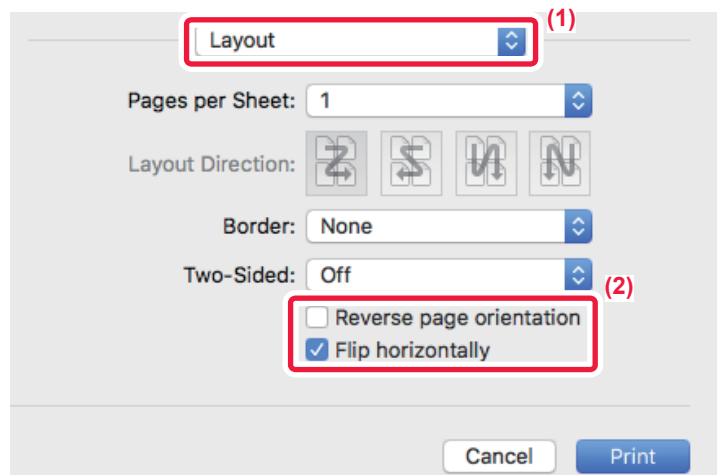 (1)
Layout
Pages per Sheet: 1
Layout Direction:
Border: None
Two-Sided: Off
(2)
Reverse page orientation
Flip horizontally
Cancel Print